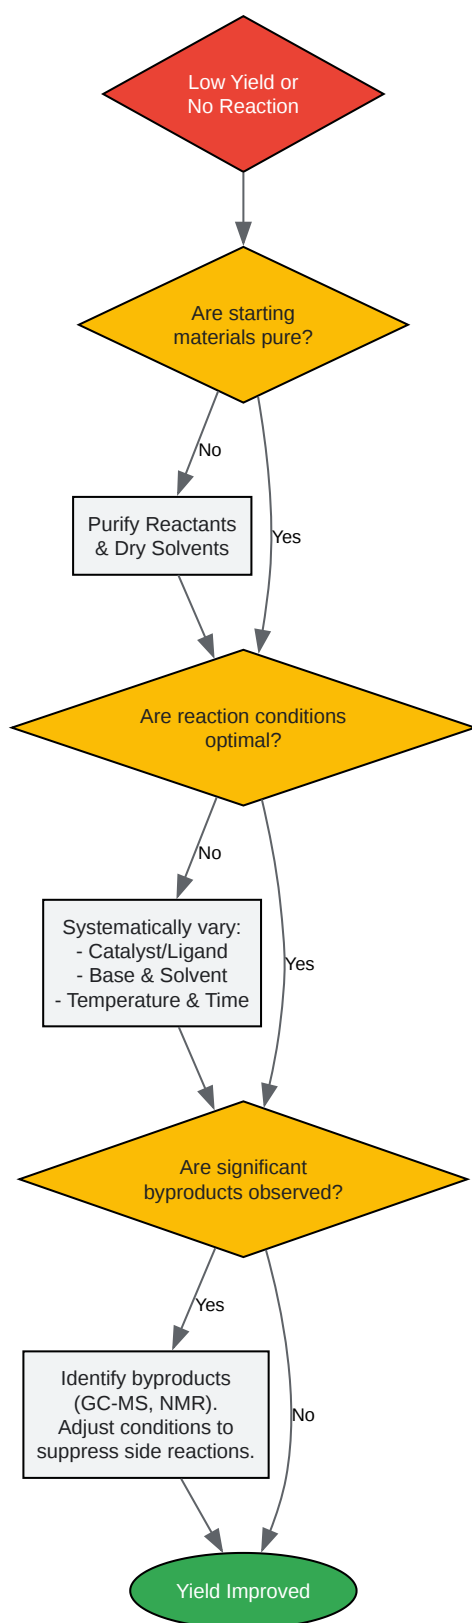 Low Yield or
No Reaction
Are starting
materials pure?
No
Purify Reactants
& Dry Solvents
Yes
Are reaction conditions
optimal?
No
Systematically vary:
- Catalyst/Ligand
- Base & Solvent
- Temperature & Time
Yes
Are significant
byproducts observed?
Yes
Identify byproducts
(GC-MS, NMR).
Adjust conditions to
suppress side reactions.
No
Yield Improved